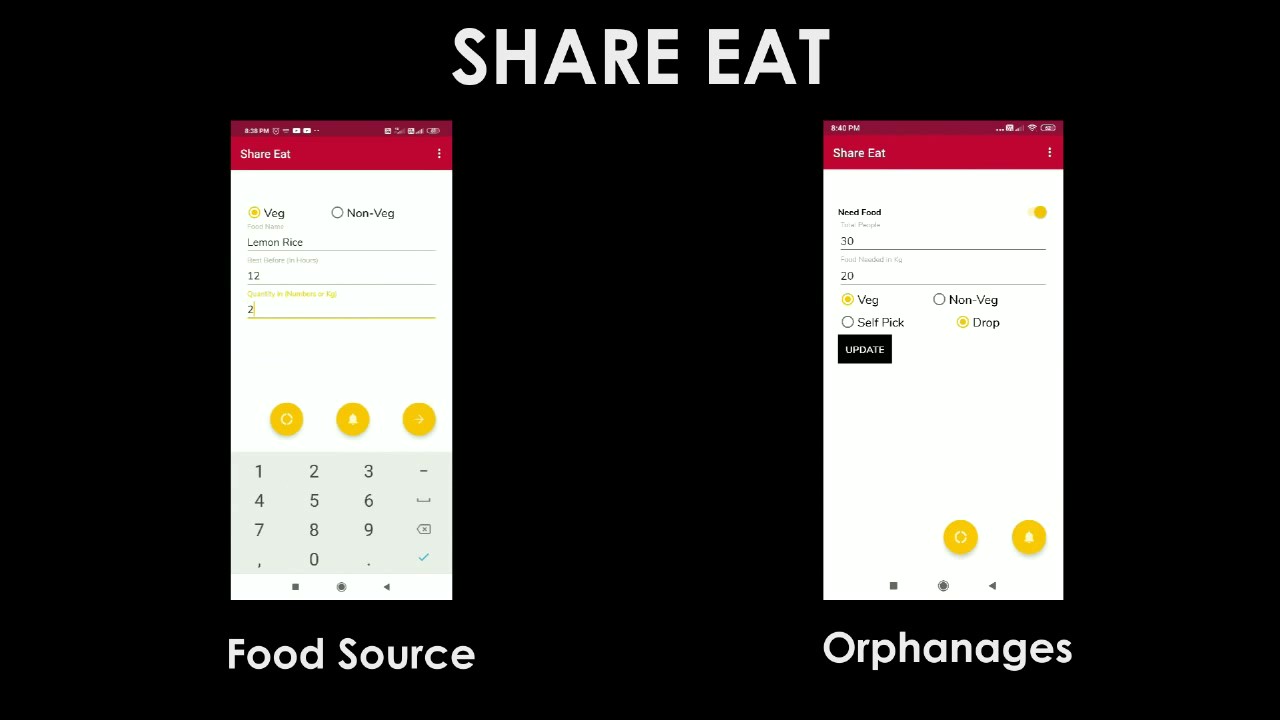 SHARE EAT
8:38 PM
Share Eat
Veg
Non-Veg
Food Name
Lemon Rice
Best Before (In Hours)
12
Quantity in (Numbers or Kg)
2
1 2 3 -
4 5 6
7 8 9
, 0 .
Food Source
8:40 PM
Share Eat
Need Food
Total People
30
Food Needed in Kg
20
Veg
Non-Veg
Self Pick
Drop
UPDATE
Orphanages